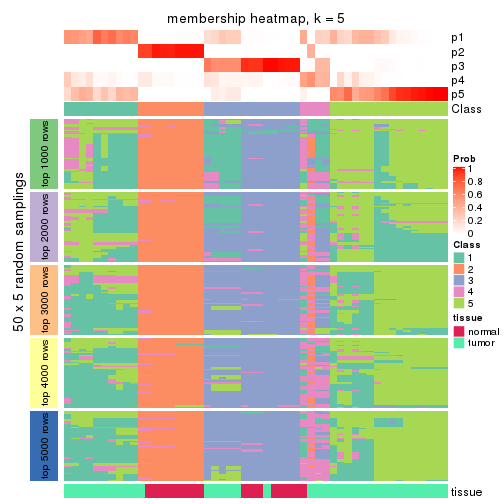 membership heatmap, k = 5
p1
p2
p3
p4
p5
Class
50 x 5 random samplings
top 1000 rows
top 2000 rows
top 3000 rows
top 4000 rows
top 5000 rows
tissue
Prob
1
0.8
0.6
0.4
0.2
0
Class
1
2
3
4
5
tissue
normal
tumor